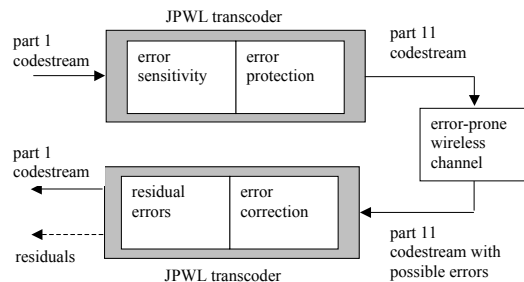 JPWL transcoder
part 1
codestream
error
sensitivity
error
protection
part 11
codestream
error-prone
wireless
channel
part 1
codestream
residual
errors
error
correction
residuals
part 11
codestream with
possible errors
JPWL transcoder